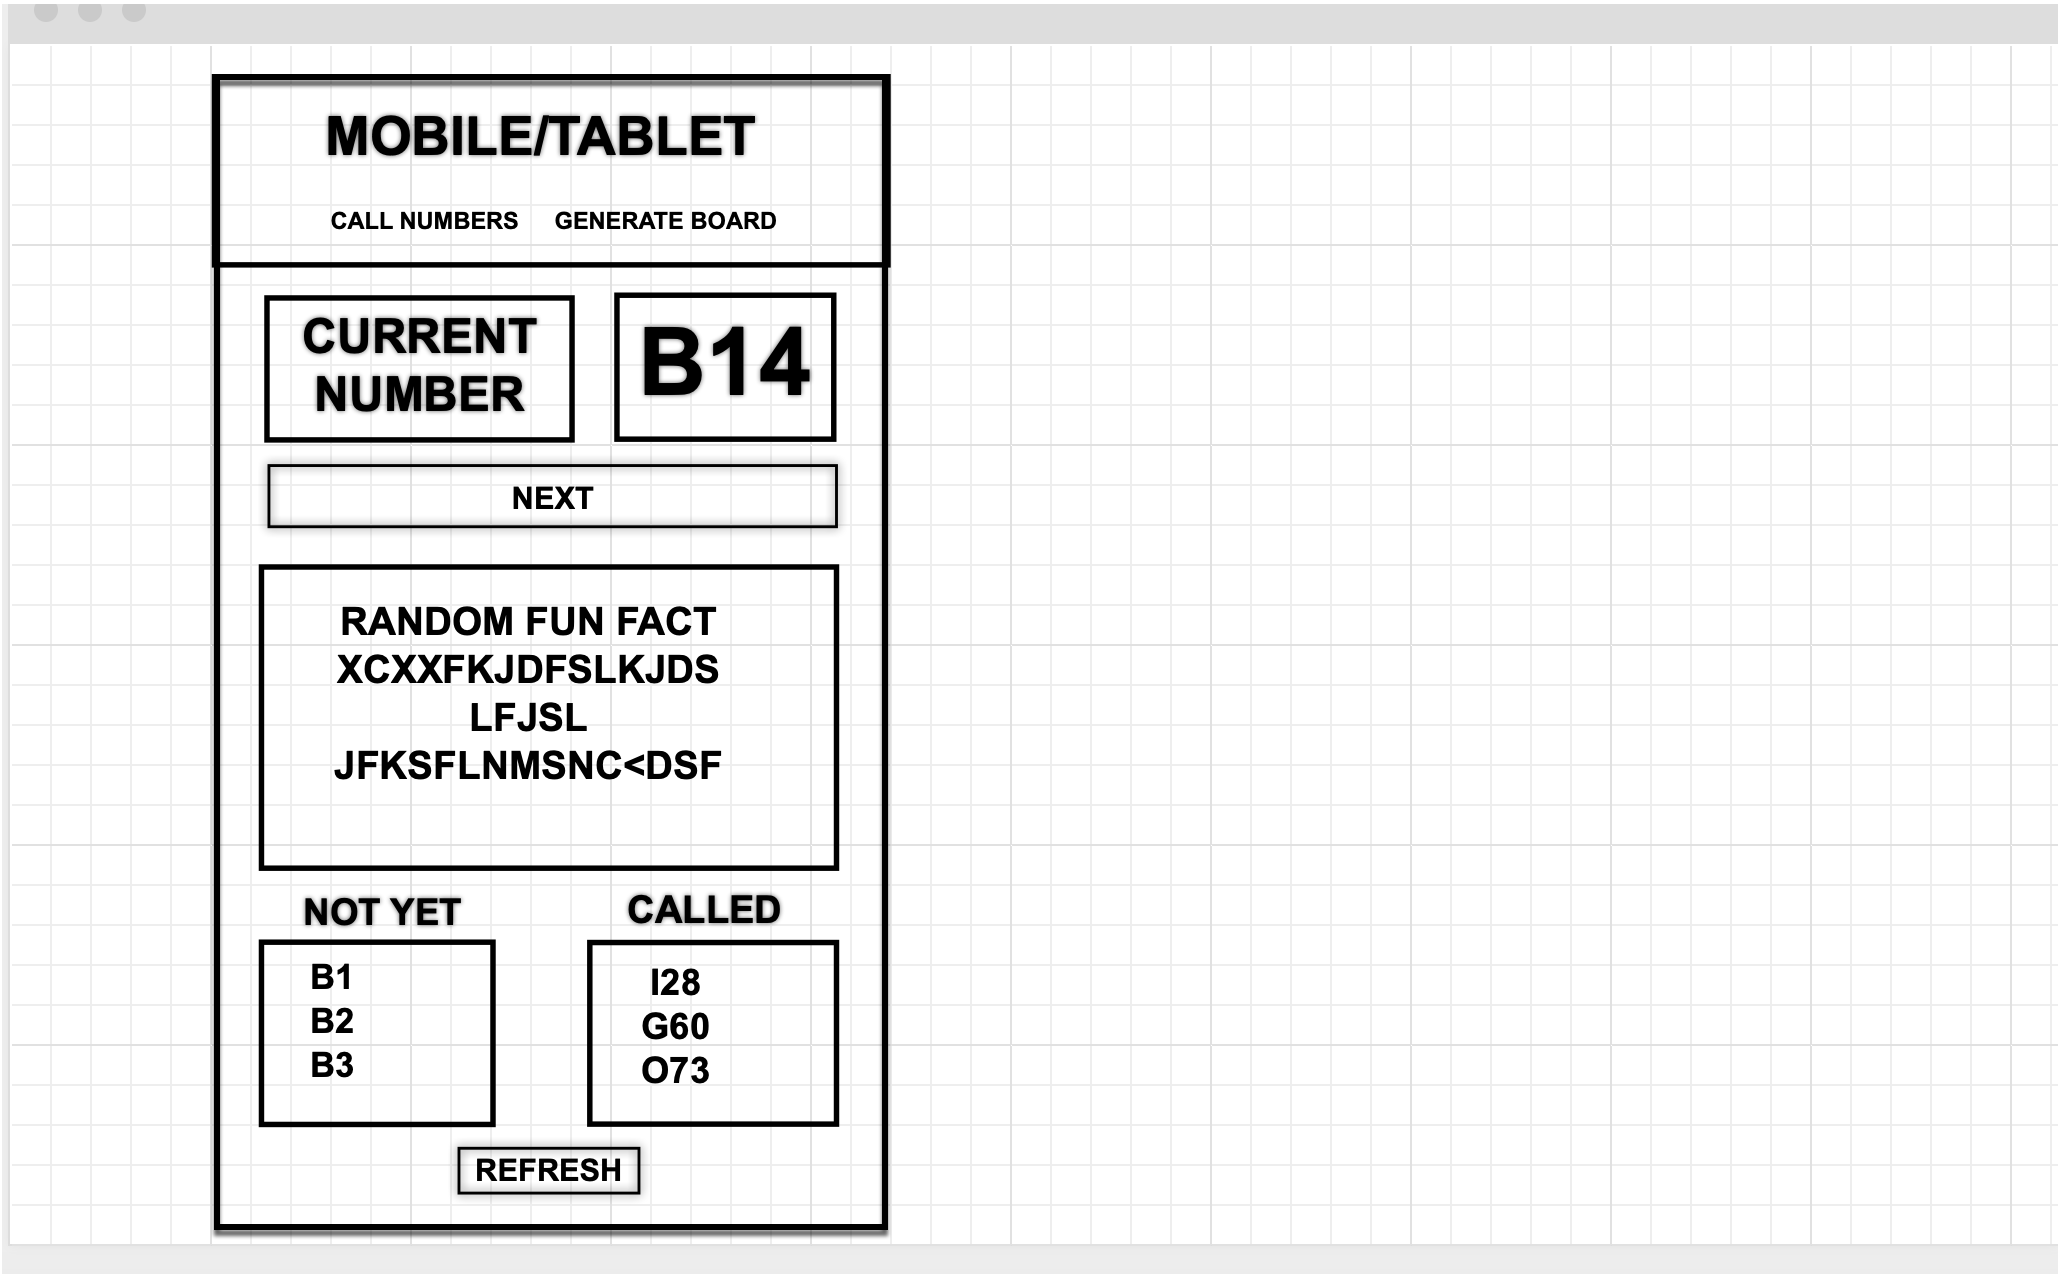 MOBILE/TABLET
CALL NUMBERS GENERATE BOARD
CURRENT
NUMBER
B14
NEXT
RANDOM FUN FACT
XCXXFKJDFSLKJDS
LFJSL
JFKSFLNMSNC<DSF
NOT YET
B1
B2
B3
CALLED
I28
G60
O73
REFRESH